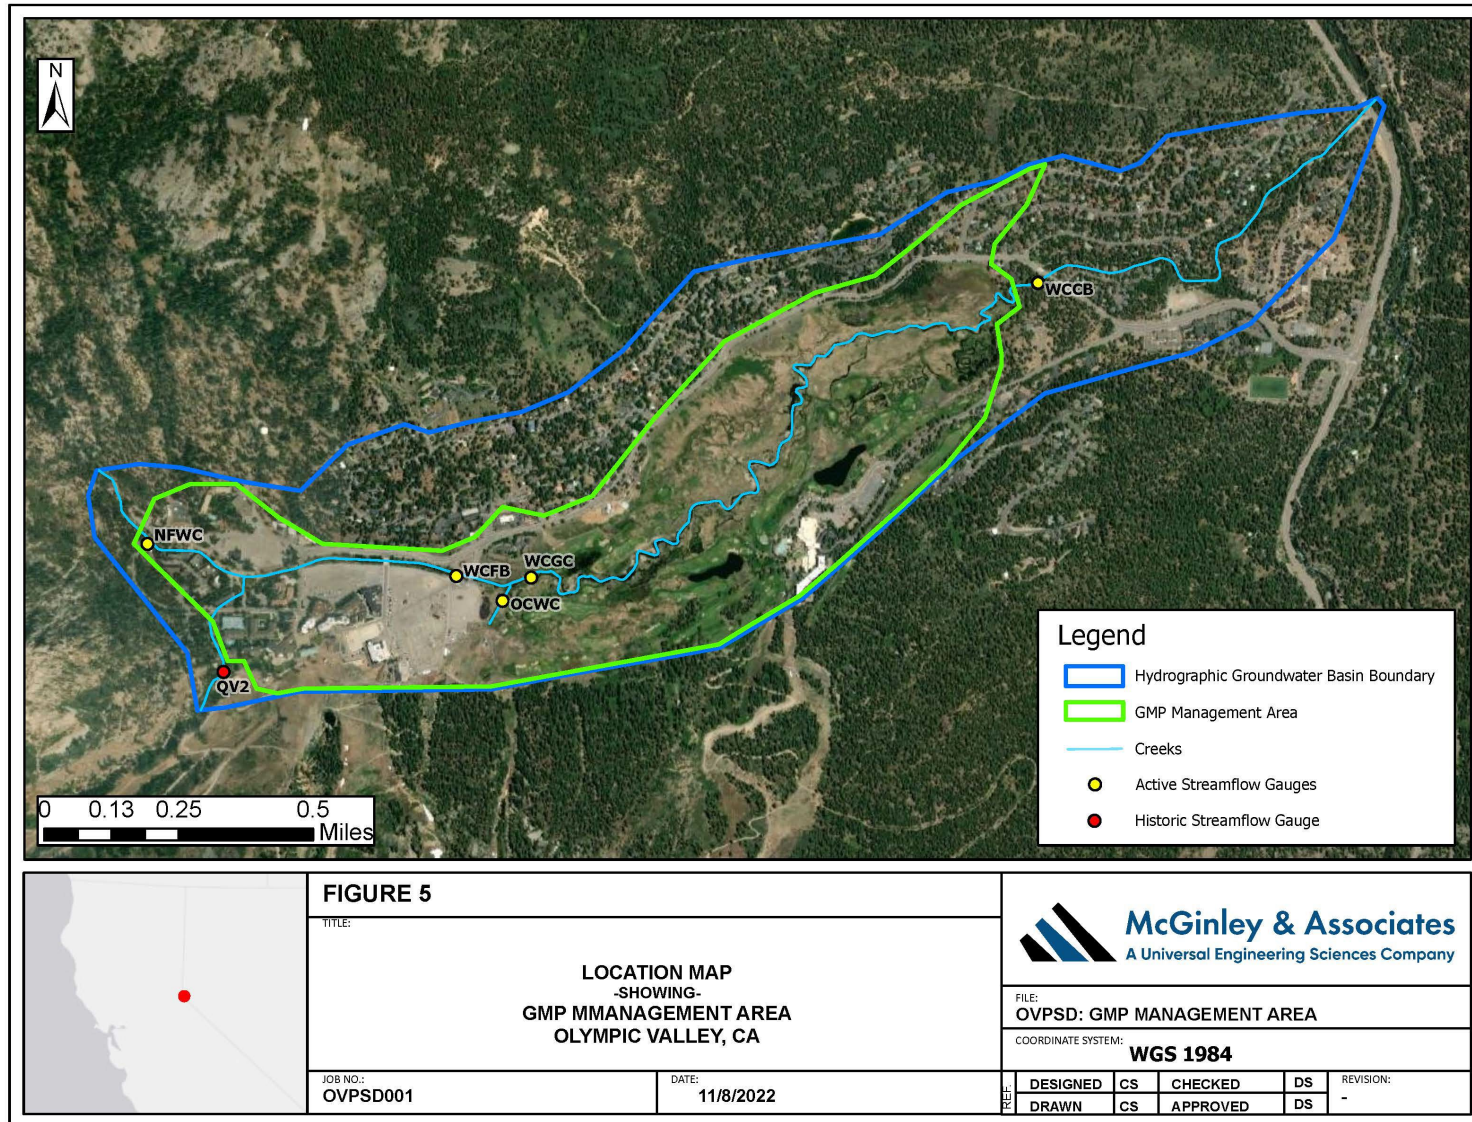 N
NFWC
QV2
WCFB
WCGC
OCWC
WCCB
0 0.13 0.25 0.5
Miles
Legend
Hydrographic Groundwater Basin Boundary
GMP Management Area
Creeks
Active Streamflow Gauges
Historic Streamflow Gauge
FIGURE 5
TITLE:
LOCATION MAP
-SHOWING-
GMP MMANAGEMENT AREA
OLYMPIC VALLEY, CA
JOB NO.:
OVPSD001
DATE:
11/8/2022
McGinley & Associates
A Universal Engineering Sciences Company
FILE:
OVPSD: GMP MANAGEMENT AREA
COORDINATE SYSTEM:
WGS 1984
REF.
DESIGNED CS CHECKED DS
DRAWN CS APPROVED DS
REVISION:
-